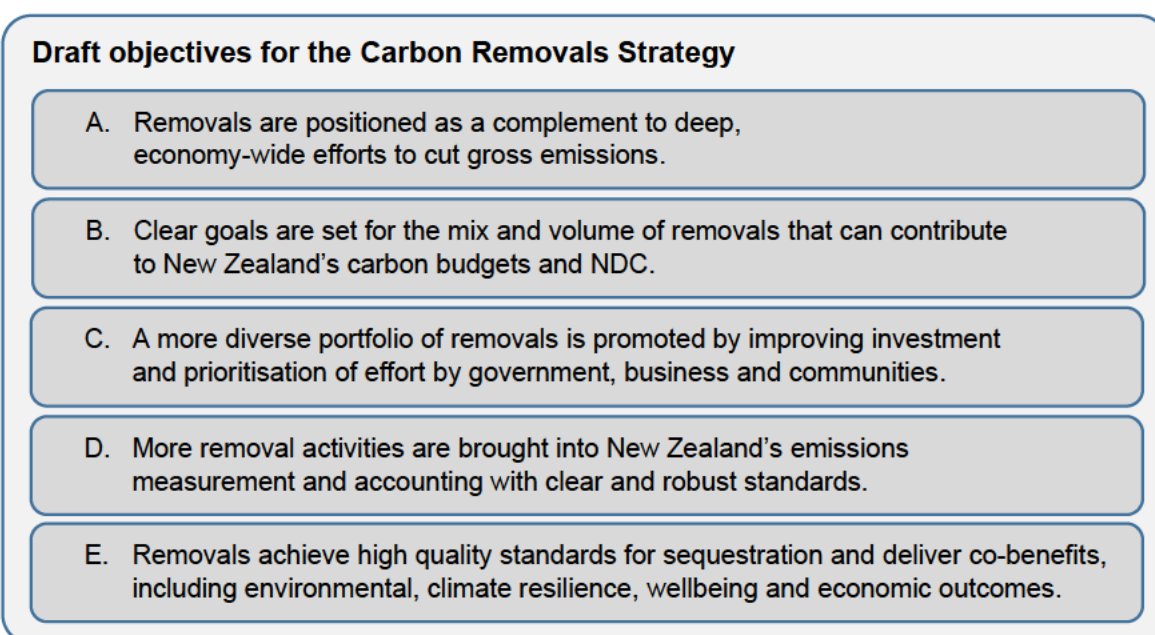 Draft objectives for the Carbon Removals Strategy
A. Removals are positioned as a complement to deep,
economy-wide efforts to cut gross emissions.
B. Clear goals are set for the mix and volume of removals that can contribute
to New Zealand’s carbon budgets and NDC.
C. A more diverse portfolio of removals is promoted by improving investment
and prioritisation of effort by government, business and communities.
D. More removal activities are brought into New Zealand’s emissions
measurement and accounting with clear and robust standards.
E. Removals achieve high quality standards for sequestration and deliver co-benefits,
including environmental, climate resilience, wellbeing and economic outcomes.